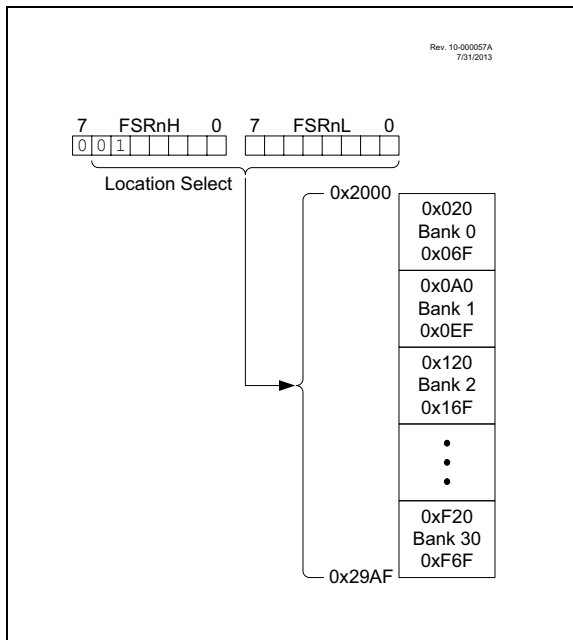 Rev. 10-000057A
7/31/2013
7 FSRnH 0 7 FSRnL 0
0 0 1
Location Select
0x2000
0x020
Bank 0
0x06F
0x0A0
Bank 1
0x0EF
0x120
Bank 2
0x16F
0xF20
Bank 30
0xF6F
0x29AF